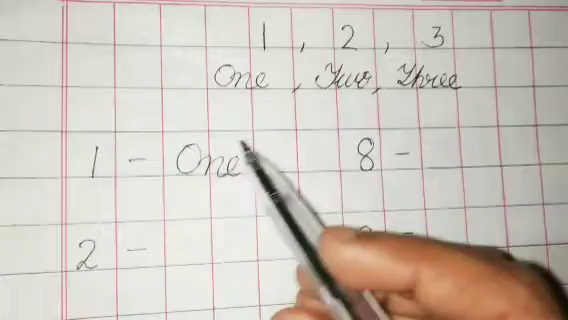 1 , 2 , 3
One , Two, Three
1 - One 8 -
2 -